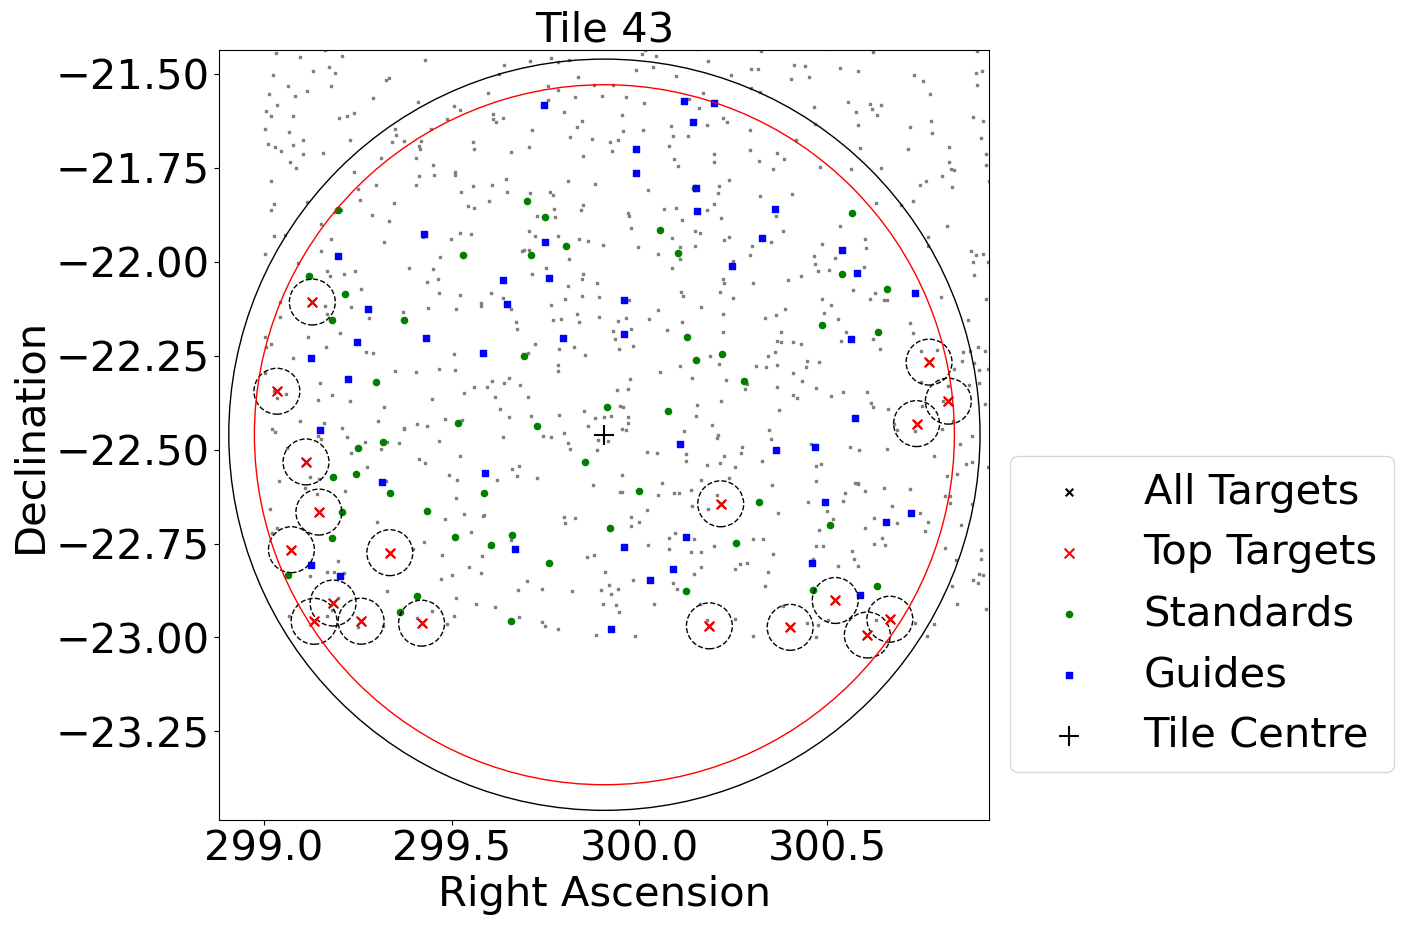 Tile 43
−21.50
−21.75
−22.00
−22.25
−22.50
−22.75
−23.00
−23.25
Declination
299.0 299.5 300.0 300.5
Right Ascension
All Targets
Top Targets
Standards
Guides
Tile Centre